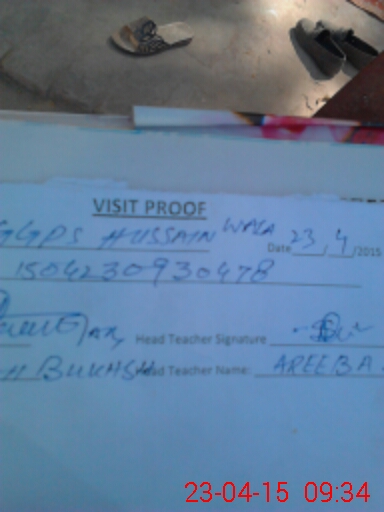 VISIT PROOF
GGPS HUSSAIN WALA Date 23/4/2015
1504230930478
Head Teacher Signature
BUKHSH Head Teacher Name: AREEBA
23-04-15 09:34